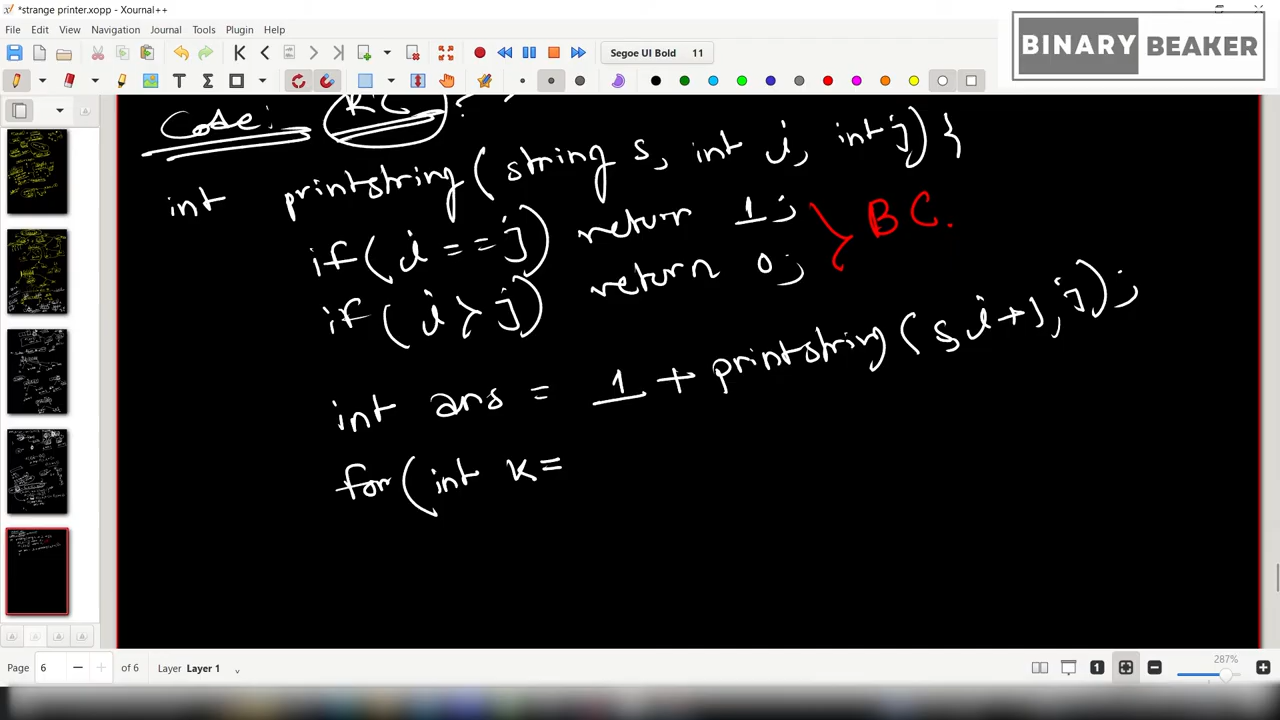 *strange printer.xopp - Xournal++
File Edit View Navigation Journal Tools Plugin Help
Segoe UI Bold 11
BINARY BEAKER
Code:
int printstring(string s, int i, int j){
if(i==j) return 1; BC.
if(i>j) return 0;
int ans = 1 + printstring(s,i+1,j);
for(int k=
Page 6 of 6 Layer Layer 1
1
287%